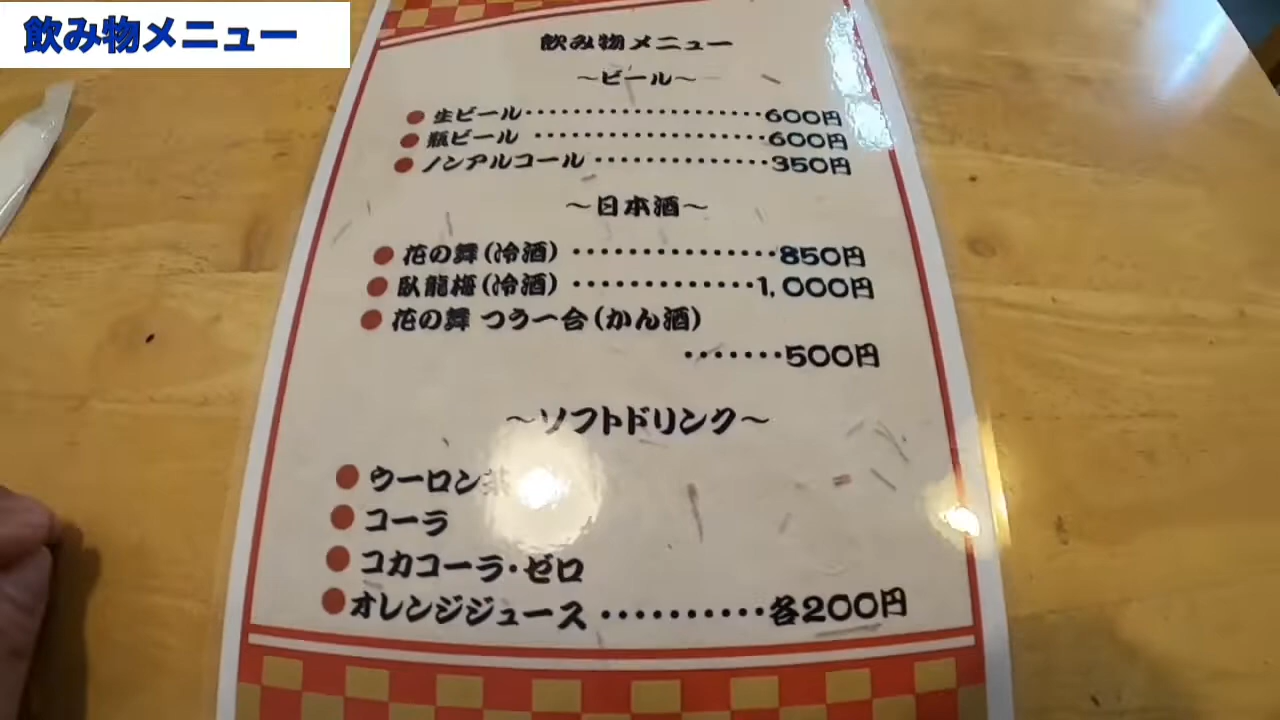 飲み物メニュー
飲み物メニュー
～ビール～
●生ビール・・・・・・・・・・・・・・・・・・・・600円
●瓶ビール・・・・・・・・・・・・・・・・・・・・600円
●ノンアルコール・・・・・・・・・・・・・・・350円
～日本酒～
●花の舞(冷酒)・・・・・・・・・・・・・・・・850円
●臥龍梅(冷酒)・・・・・・・・・・・・・・1,000円
●花の舞 つう一合(かん酒)
・・・・・・・500円
～ソフトドリンク～
●ウーロン茶
●コーラ
●コカコーラ・ゼロ
●オレンジジュース・・・・・・・・・・各200円